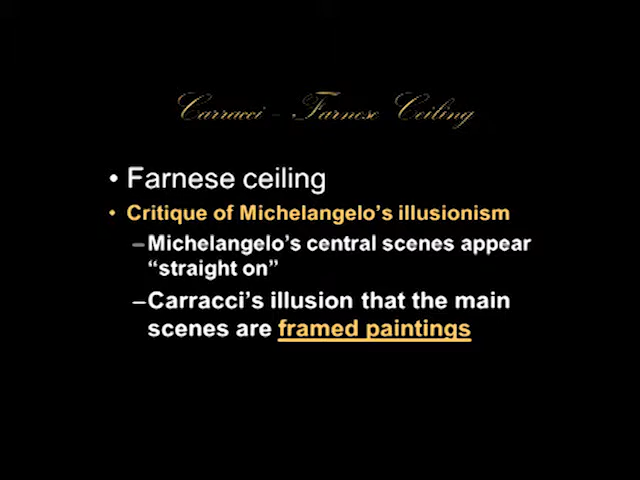 Carracci - Farnese Ceiling
• Farnese ceiling
• Critique of Michelangelo’s illusionism
–Michelangelo’s central scenes appear
“straight on”
–Carracci’s illusion that the main
scenes are framed paintings